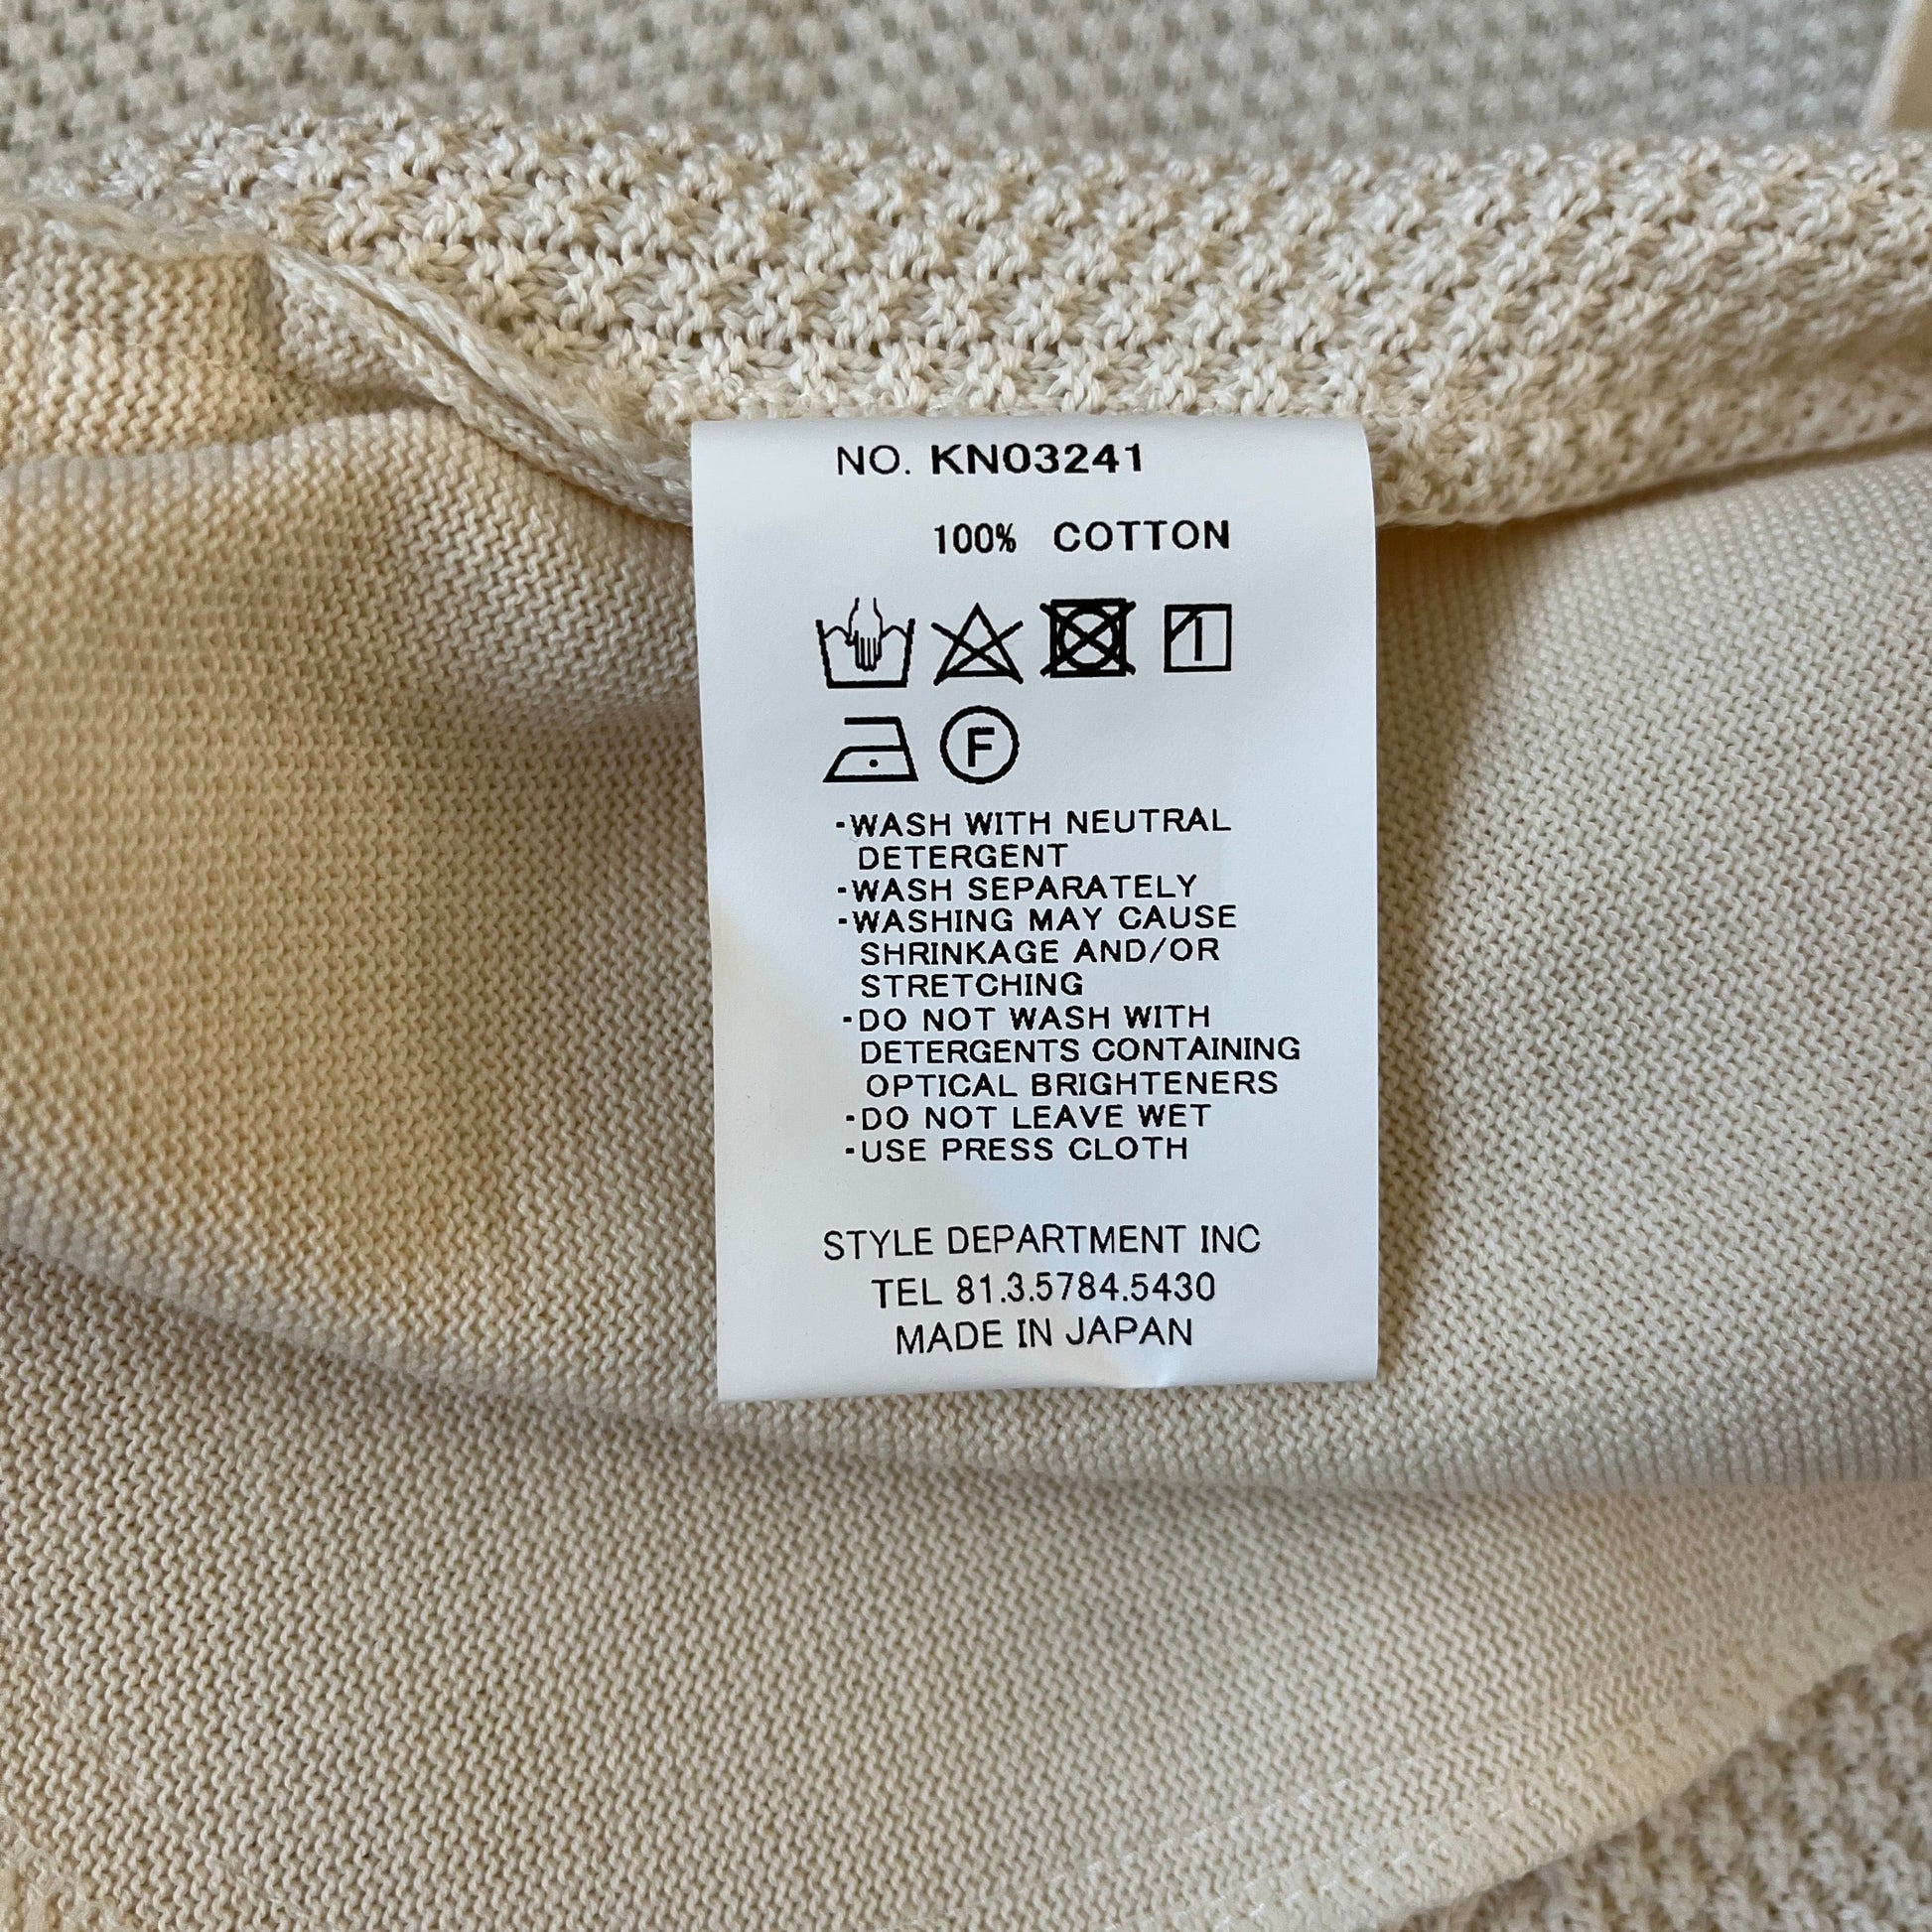 NO. KN03241
100% COTTON
F
-WASH WITH NEUTRAL
DETERGENT
-WASH SEPARATELY
-WASHING MAY CAUSE
SHRINKAGE AND/OR
STRETCHING
-DO NOT WASH WITH
DETERGENTS CONTAINING
OPTICAL BRIGHTENERS
-DO NOT LEAVE WET
-USE PRESS CLOTH
STYLE DEPARTMENT INC
TEL 81.3.5784.5430
MADE IN JAPAN